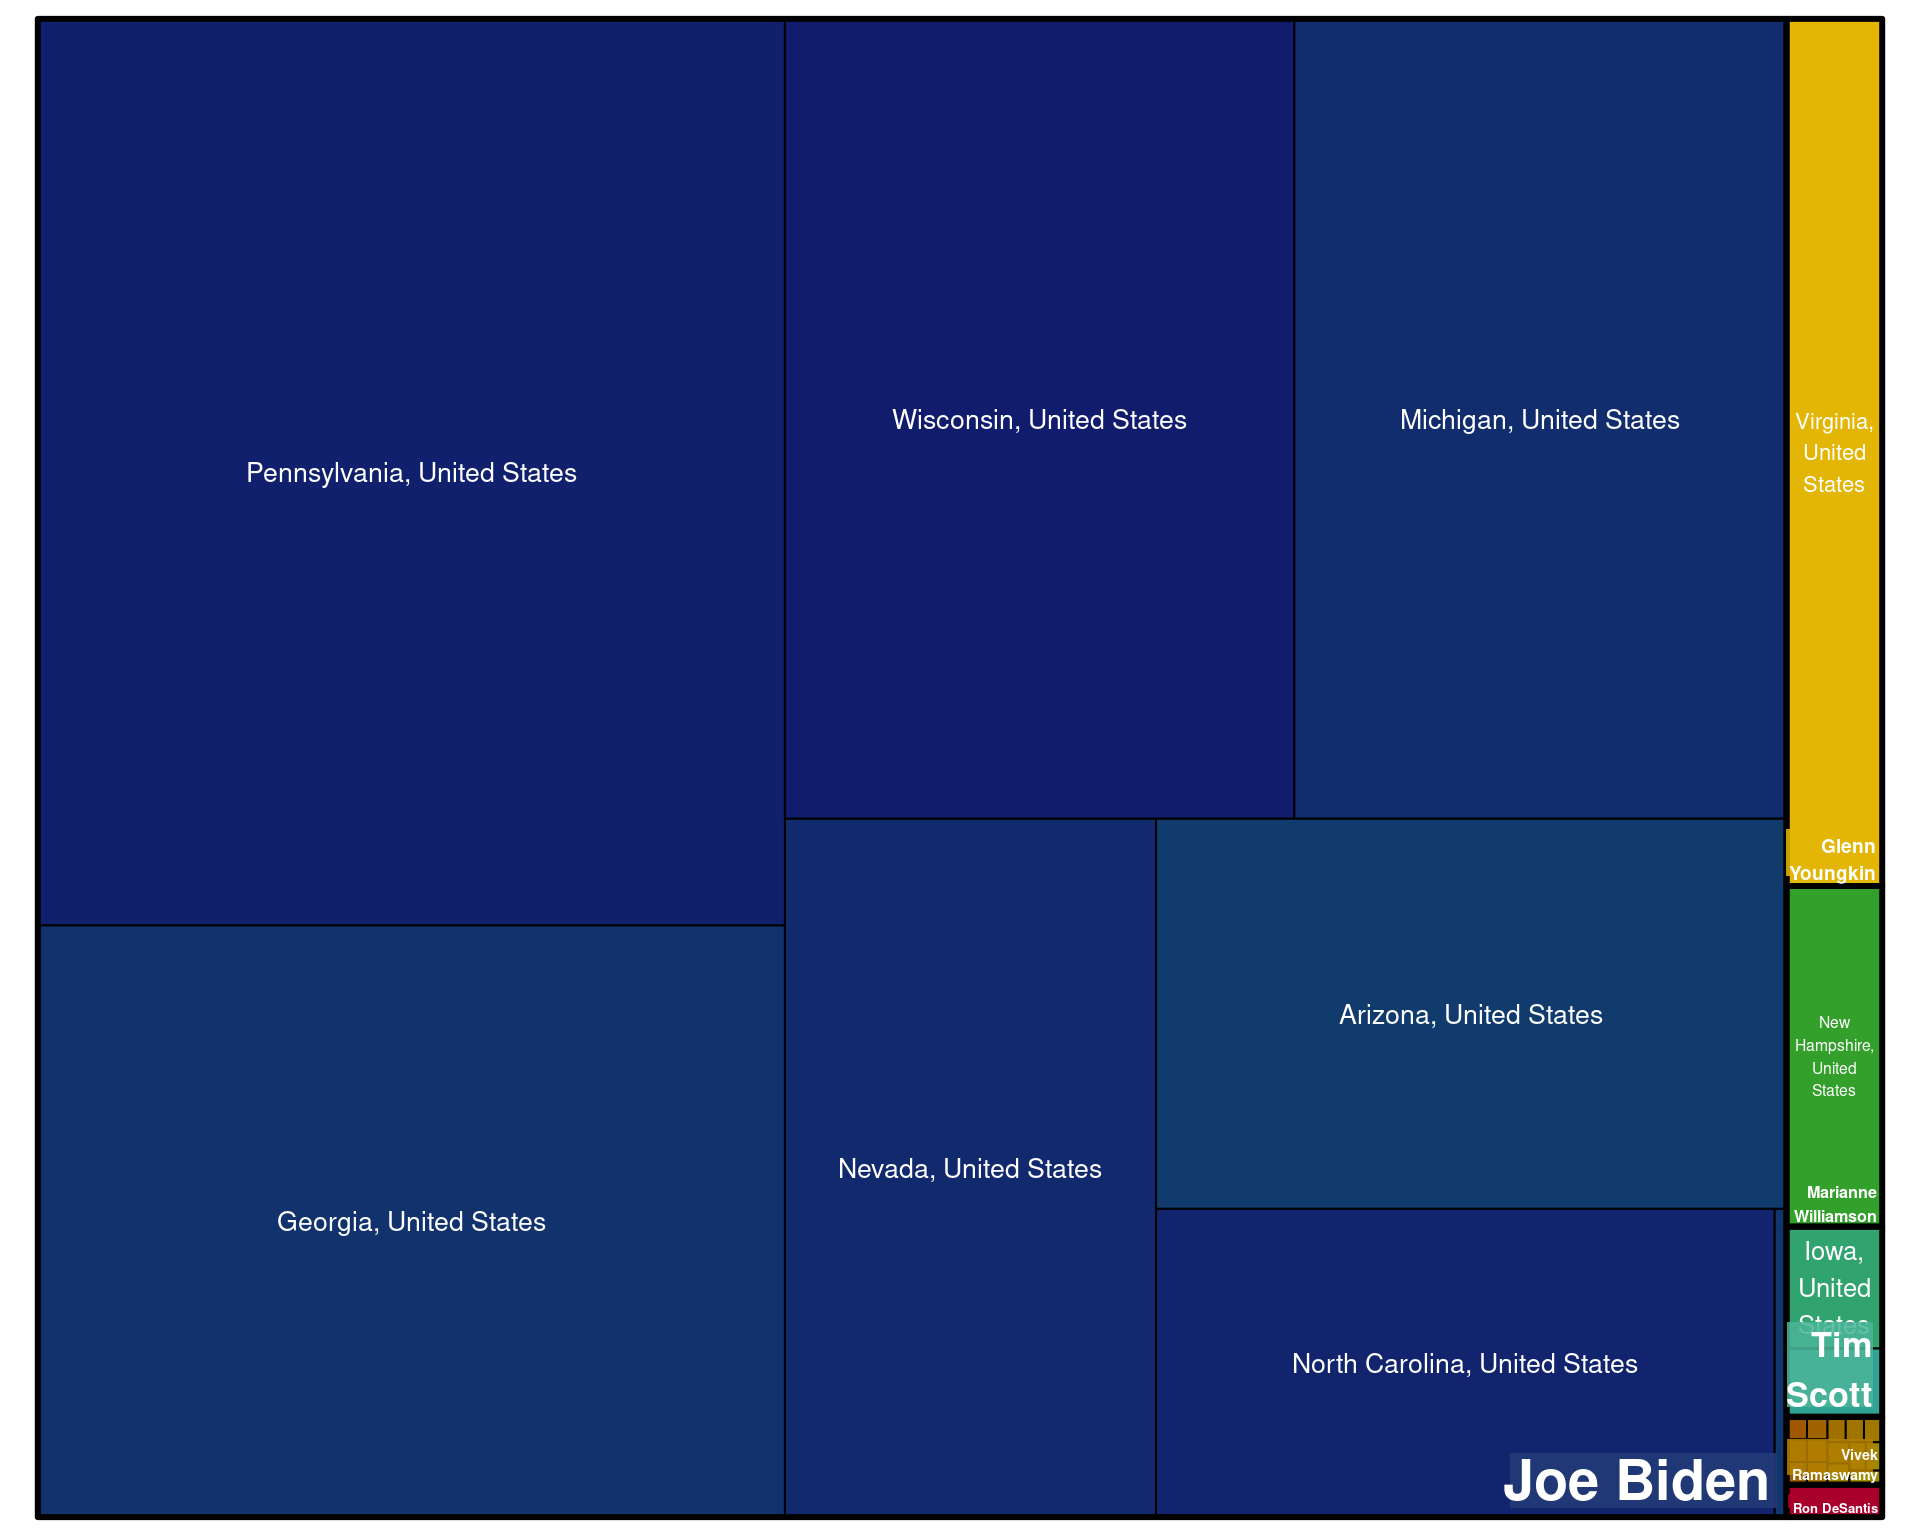 Pennsylvania, United States
Wisconsin, United States
Michigan, United States
Virginia,
United
States
Glenn
Youngkin
Georgia, United States
Nevada, United States
Arizona, United States
North Carolina, United States
Joe Biden
New
Hampshire,
United
States
Marianne
Williamson
Iowa,
United
States
Tim
Scott
Vivek
Ramaswamy
Ron DeSantis